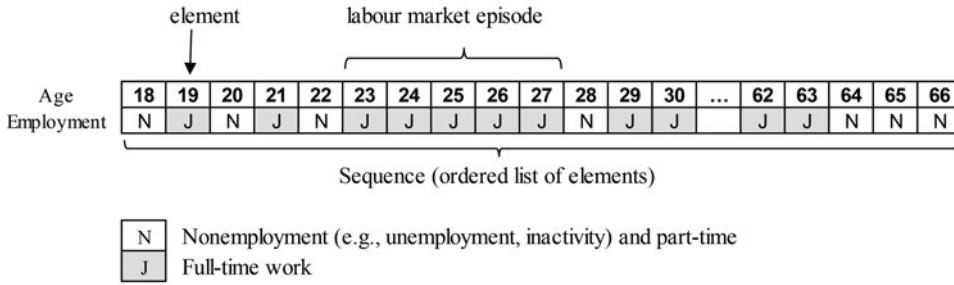 element labour market episode
Age 18 19 20 21 22 23 24 25 26 27 28 29 30 ... 62 63 64 65 66
Employment N J N J N J J J J J N J J J J N N N
Sequence (ordered list of elements)
N Nonemployment (e.g., unemployment, inactivity) and part-time
J Full-time work